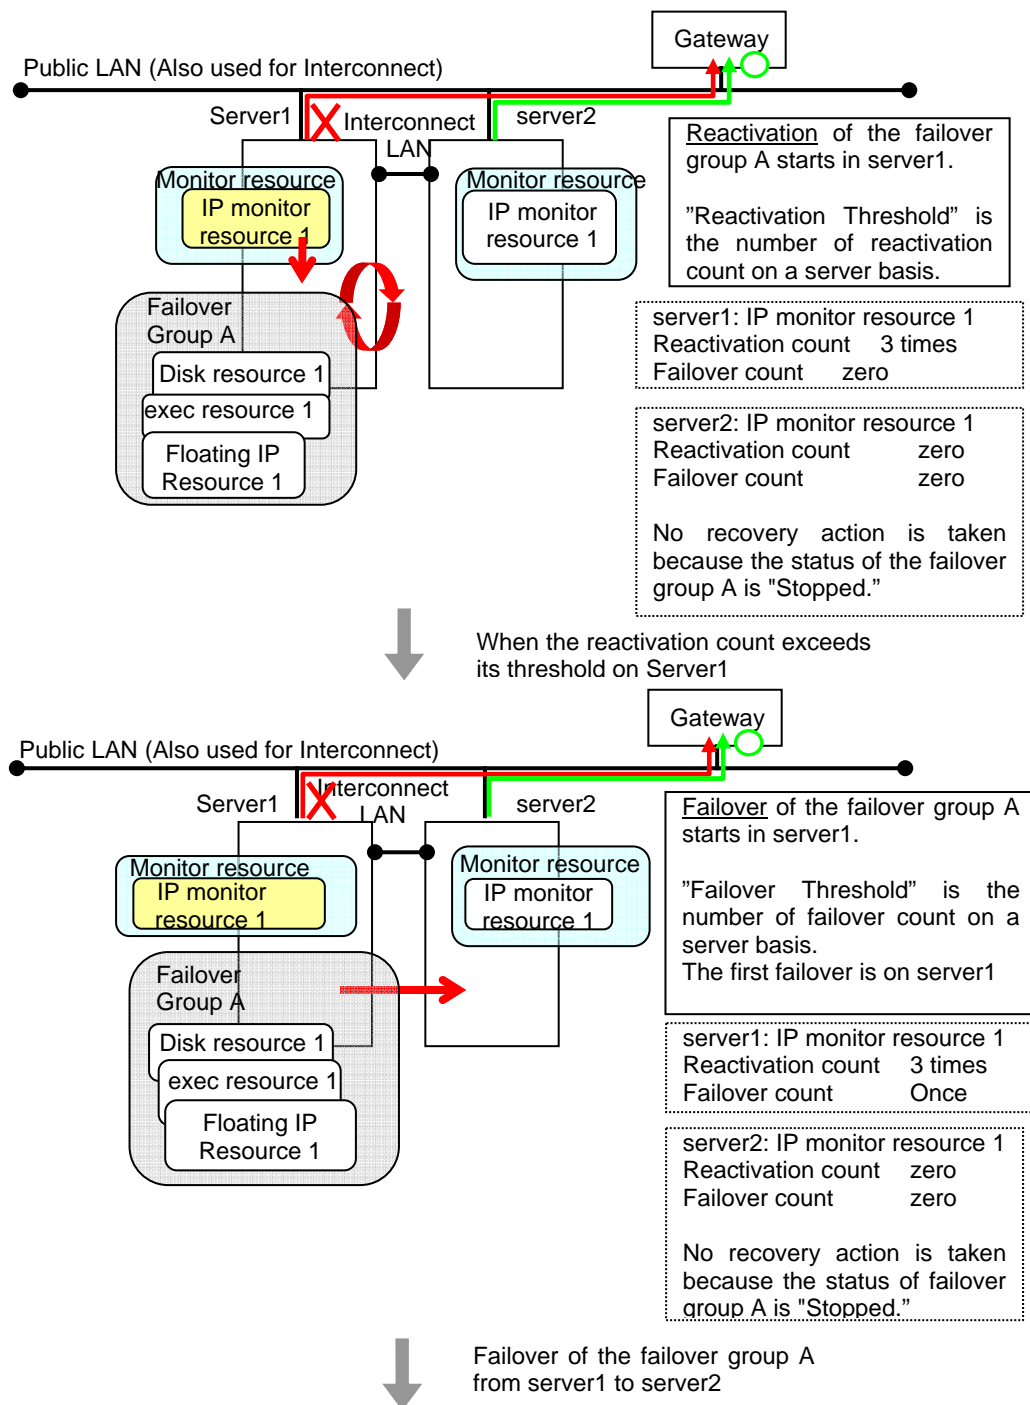 Gateway
Public LAN (Also used for Interconnect)
Server1
Interconnect
LAN
server2
Monitor resource
IP monitor
resource 1
Monitor resource
IP monitor
resource 1
Failover
Group A
Disk resource 1
exec resource 1
Floating IP
Resource 1
Reactivation of the failover
group A starts in server1.
”Reactivation Threshold” is
the number of reactivation
count on a server basis.
server1: IP monitor resource 1
Reactivation count 3 times
Failover count zero
server2: IP monitor resource 1
Reactivation count zero
Failover count zero
No recovery action is taken
because the status of the failover
group A is "Stopped.”
When the reactivation count exceeds
its threshold on Server1
Gateway
Public LAN (Also used for Interconnect)
Server1
Interconnect
LAN
server2
Monitor resource
IP monitor
resource 1
Monitor resource
IP monitor
resource 1
Failover
Group A
Disk resource 1
exec resource 1
Floating IP
Resource 1
Failover of the failover group A
starts in server1.
”Failover Threshold” is the
number of failover count on a
server basis.
The first failover is on server1
server1: IP monitor resource 1
Reactivation count 3 times
Failover count Once
server2: IP monitor resource 1
Reactivation count zero
Failover count zero
No recovery action is taken
because the status of failover
group A is "Stopped.”
Failover of the failover group A
from server1 to server2